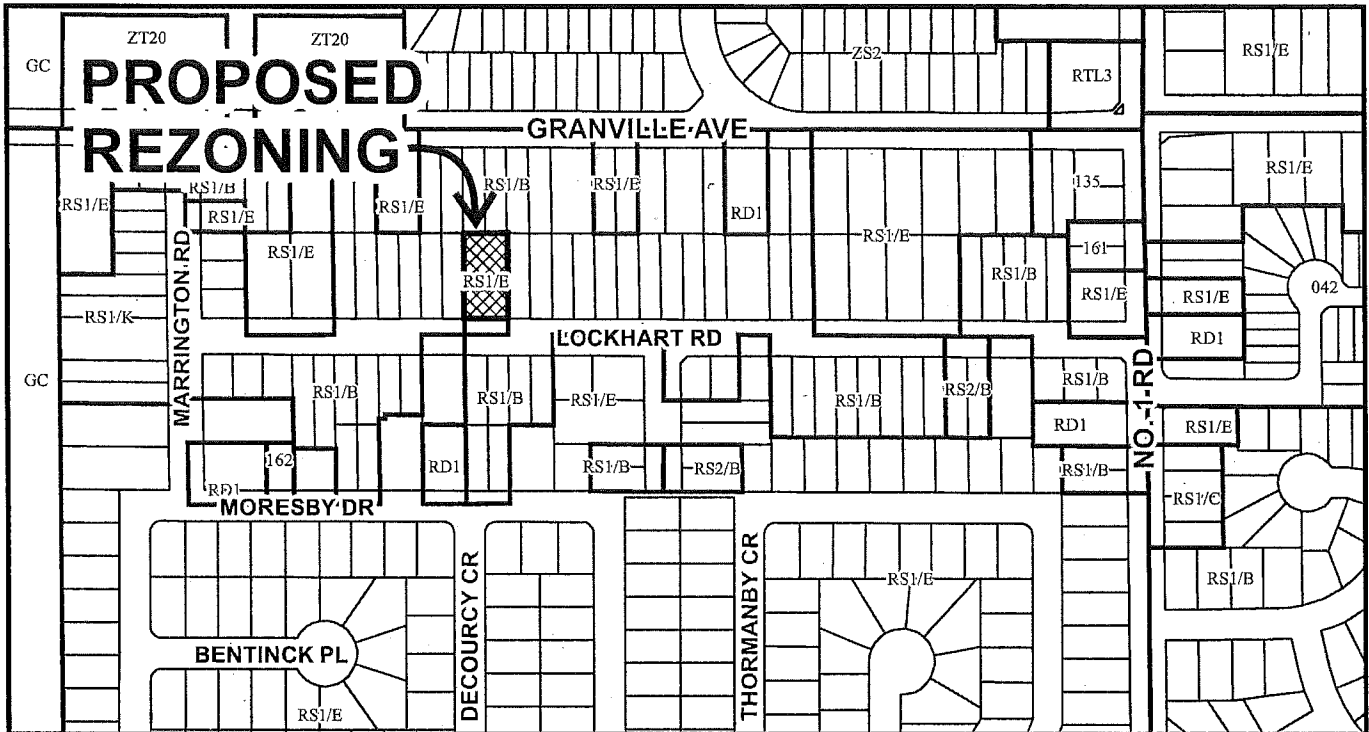 ZT20
ZT20
GC
PROPOSED
REZONING
ZS2
RTL3
RS1/E
GRANVILLE AVE
RS1/E
RS1/B
RS1/E
RS1/E
RS1/B
RS1/E
RD1
135
RS1/E
RS1/E
RS1/E
RS1/E
RS1/B
161
RS1/E
RS1/E
042
RS1/K
MARRINGTON RD
LOCKHART RD
RD1
NO. 1 RD
GC
RS1/B
RS1/B
RS1/E
RS1/B
RS2/B
RS1/B
RD1
RS1/E
162
RD1
RD1
RS1/B
RS2/B
RS1/B
RS1/C
MORESBY DR
DECOURCY CR
THORMANBY CR
RS1/E
RS1/B
BENTINCK PL
RS1/E